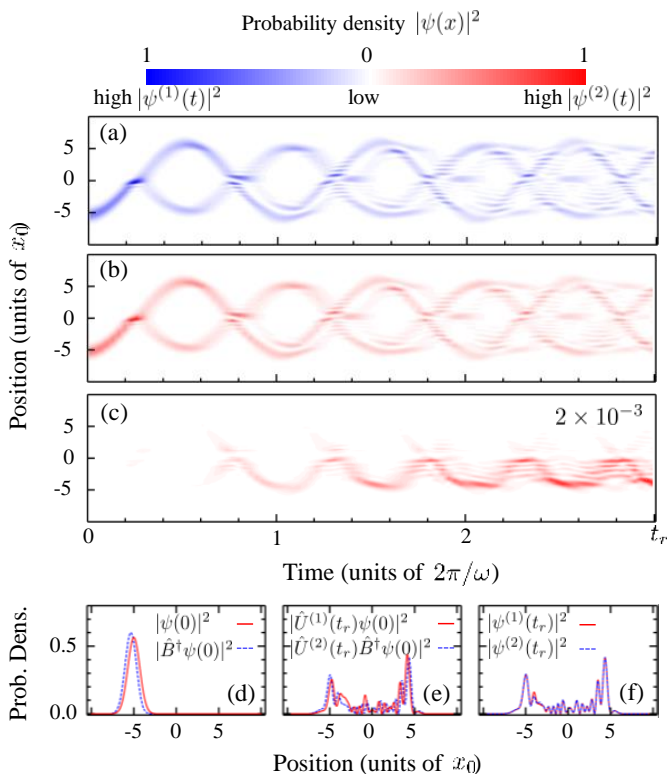 Probability density |ψ(x)|²
1 0 1
high |ψ⁽¹⁾(t)|² low high |ψ⁽²⁾(t)|²
(a)
5
0
-5
(b)
5
0
-5
(c) 2 × 10⁻³
5
0
-5
0 1 2 t_r
Position (units of x₀)
Time (units of 2π/ω)
Prob. Dens.
0.5
0.0
|ψ(0)|²
|B̂†ψ(0)|²
(d)
-5 0 5
|Û⁽¹⁾(t_r)ψ(0)|²
|Û⁽²⁾(t_r)B̂†ψ(0)|²
(e)
-5 0 5
|ψ⁽¹⁾(t_r)|²
|ψ⁽²⁾(t_r)|²
(f)
-5 0 5
Position (units of x₀)